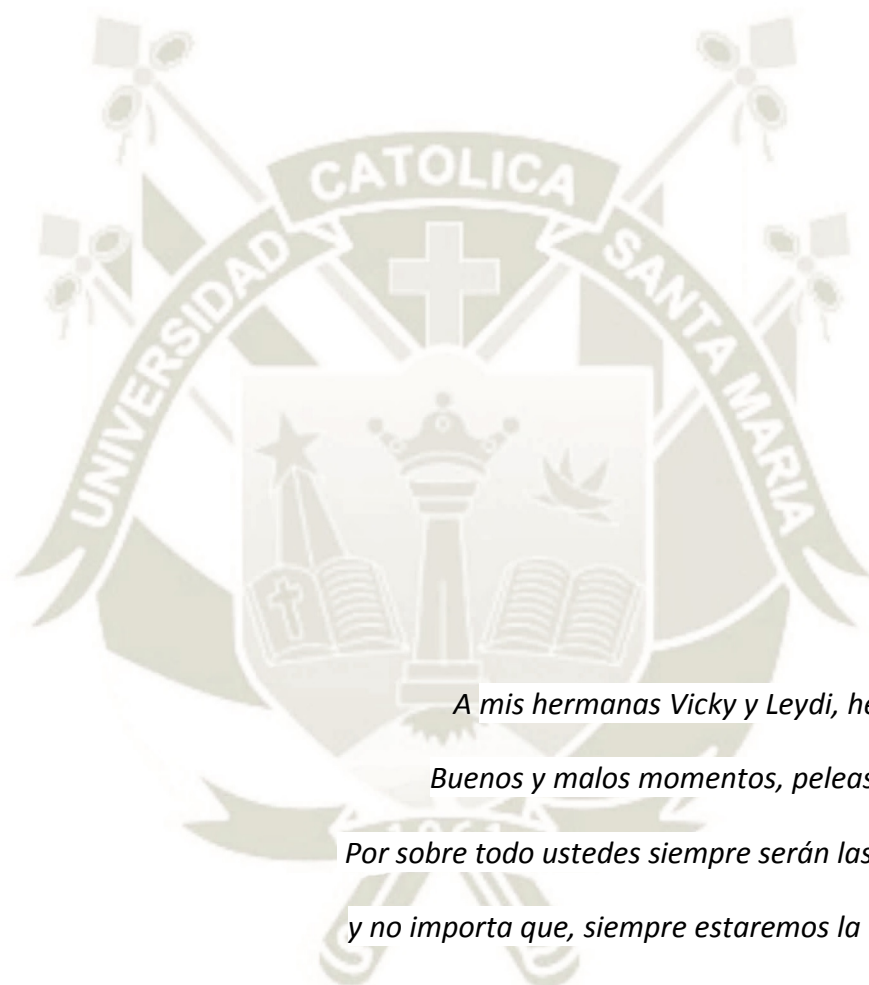 CATOLICA
UNIVERSIDAD
SANTA MARIA
A mis hermanas Vicky y Leydi,
Buenos y malos momentos,
Por sobre todo ustedes siempre serán las
y no importa que, siempre estaremos la